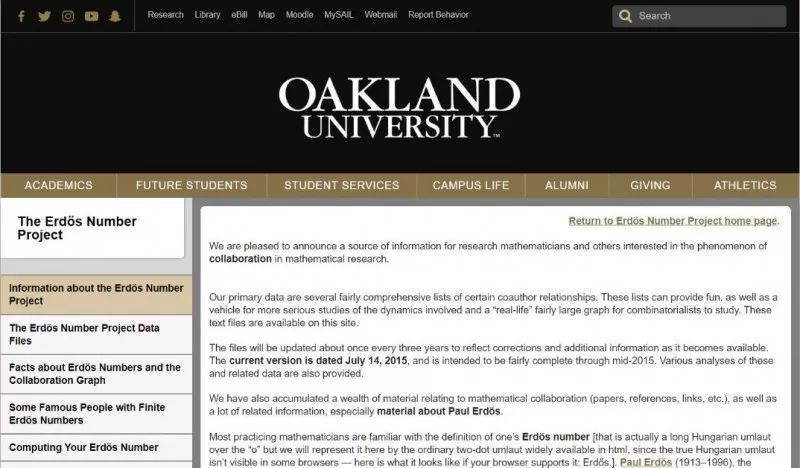 Research Library eBill Map Moodle MySAIL Webmail Report Behavior
Search
OAKLAND
UNIVERSITY™
ACADEMICS FUTURE STUDENTS STUDENT SERVICES CAMPUS LIFE ALUMNI GIVING ATHLETICS
The Erdös Number
Project
Information about the Erdös Number
Project
The Erdös Number Project Data
Files
Facts about Erdös Numbers and the
Collaboration Graph
Some Famous People with Finite
Erdös Numbers
Computing Your Erdös Number
Return to Erdös Number Project home page.
We are pleased to announce a source of information for research mathematicians and others interested in the phenomenon of
collaboration in mathematical research.
Our primary data are several fairly comprehensive lists of certain coauthor relationships. These lists can provide fun, as well as a
vehicle for more serious studies of the dynamics involved and a “real-life” fairly large graph for combinatorialists to study. These
text files are available on this site.
The files will be updated about once every three years to reflect corrections and additional information as it becomes available.
The current version is dated July 14, 2015, and is intended to be fairly complete through mid-2015. Various analyses of these
and related data are also provided.
We have also accumulated a wealth of material relating to mathematical collaboration (papers, references, links, etc.), as well as
a lot of related information, especially material about Paul Erdös.
Most practicing mathematicians are familiar with the definition of one’s Erdös number [that is actually a long Hungarian umlaut
over the “o” but we will represent it here by the ordinary two-dot umlaut widely available in html, since the true Hungarian umlaut
isn’t visible in some browsers — here is what it looks like if your browser supports it: Erdős.]. Paul Erdös (1913–1996), the